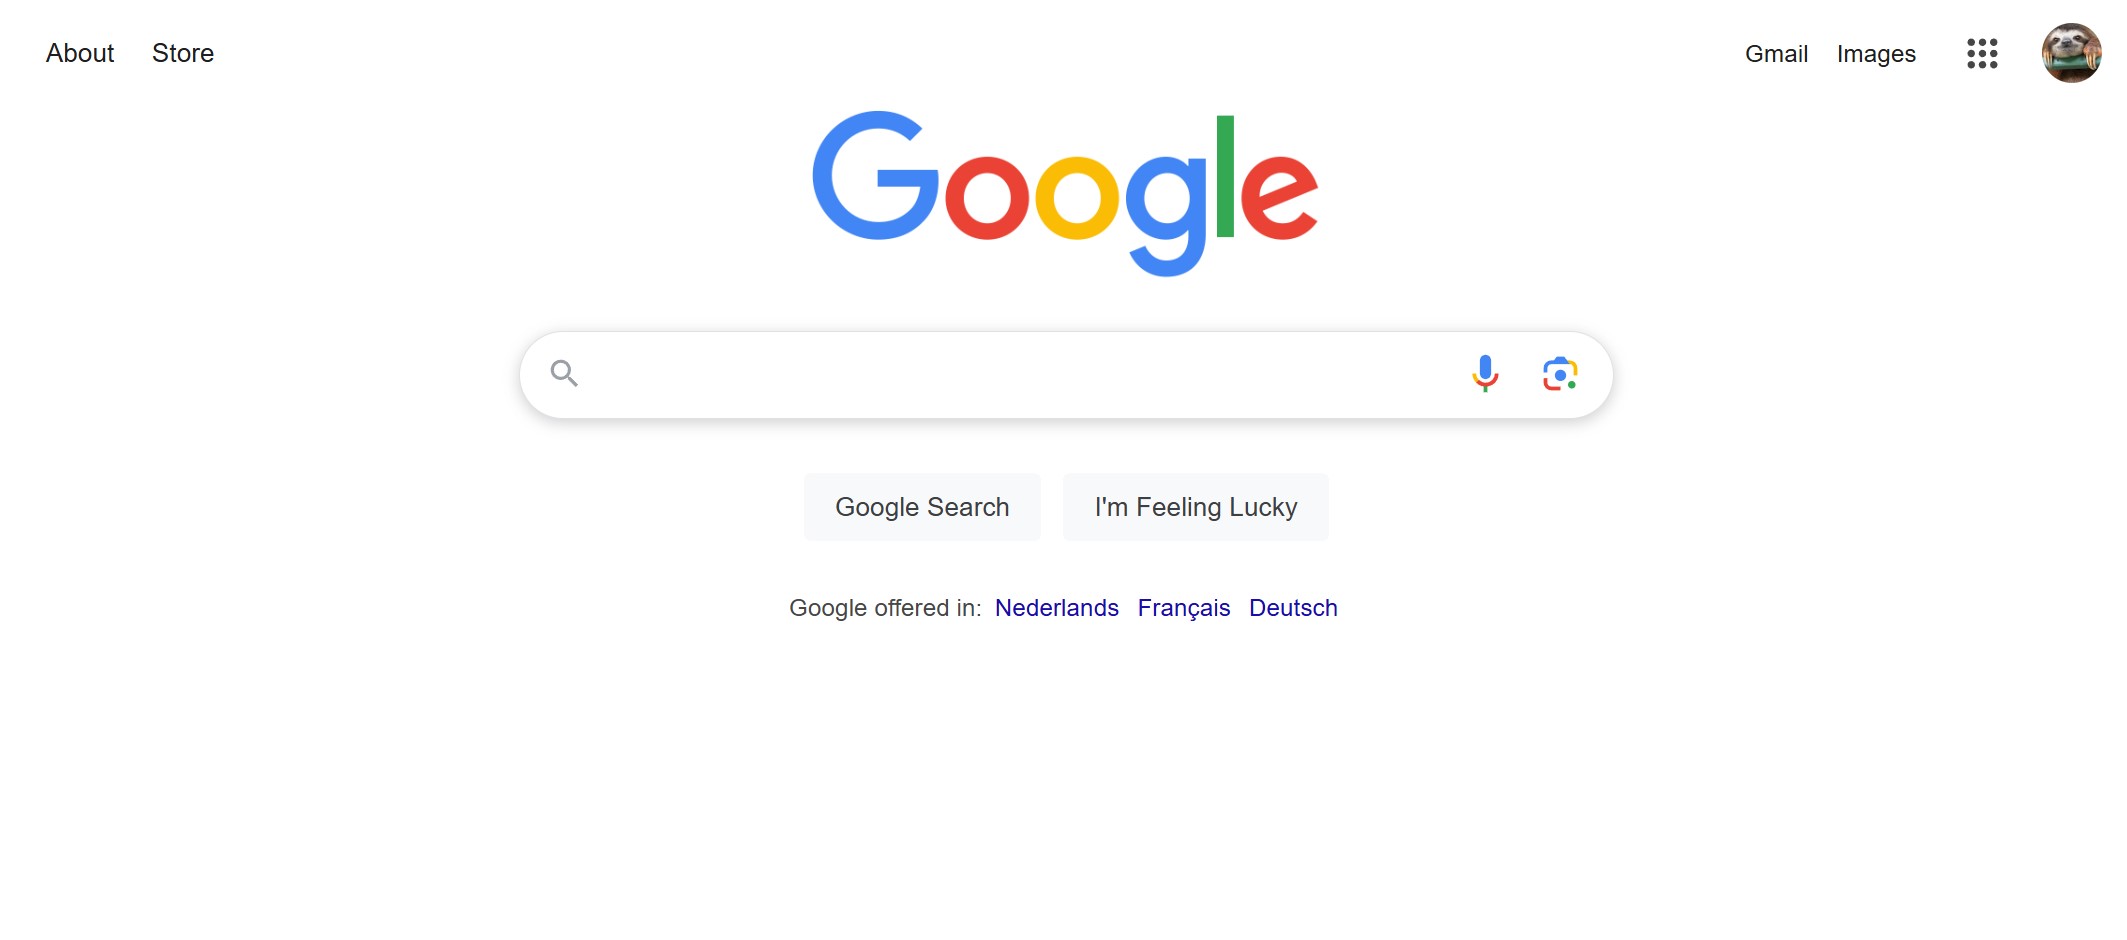 About Store
Gmail Images
Google
Google Search I'm Feeling Lucky
Google offered in: Nederlands Français Deutsch